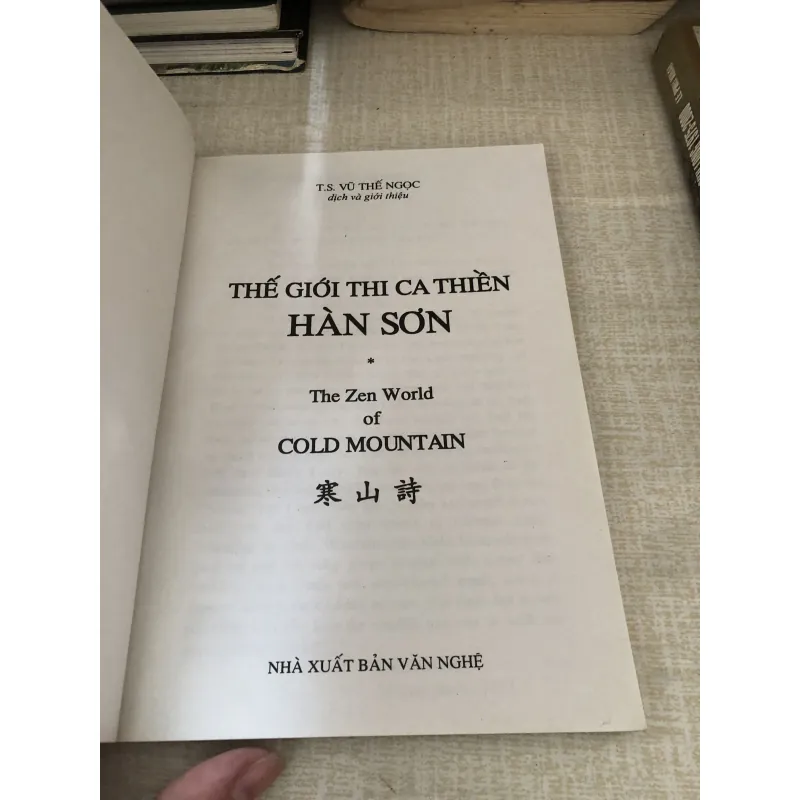 T.S. VŨ THẾ NGỌC
dịch và giới thiệu
THẾ GIỚI THI CA THIỀN
HÀN SƠN
*
The Zen World
of
COLD MOUNTAIN
寒山詩
NHÀ XUẤT BẢN VĂN NGHỆ